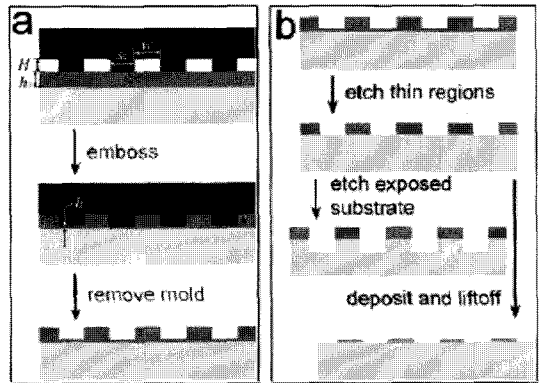 a
H
h
emboss
h
remove mold
b
etch thin regions
etch exposed
substrate
deposit and liftoff